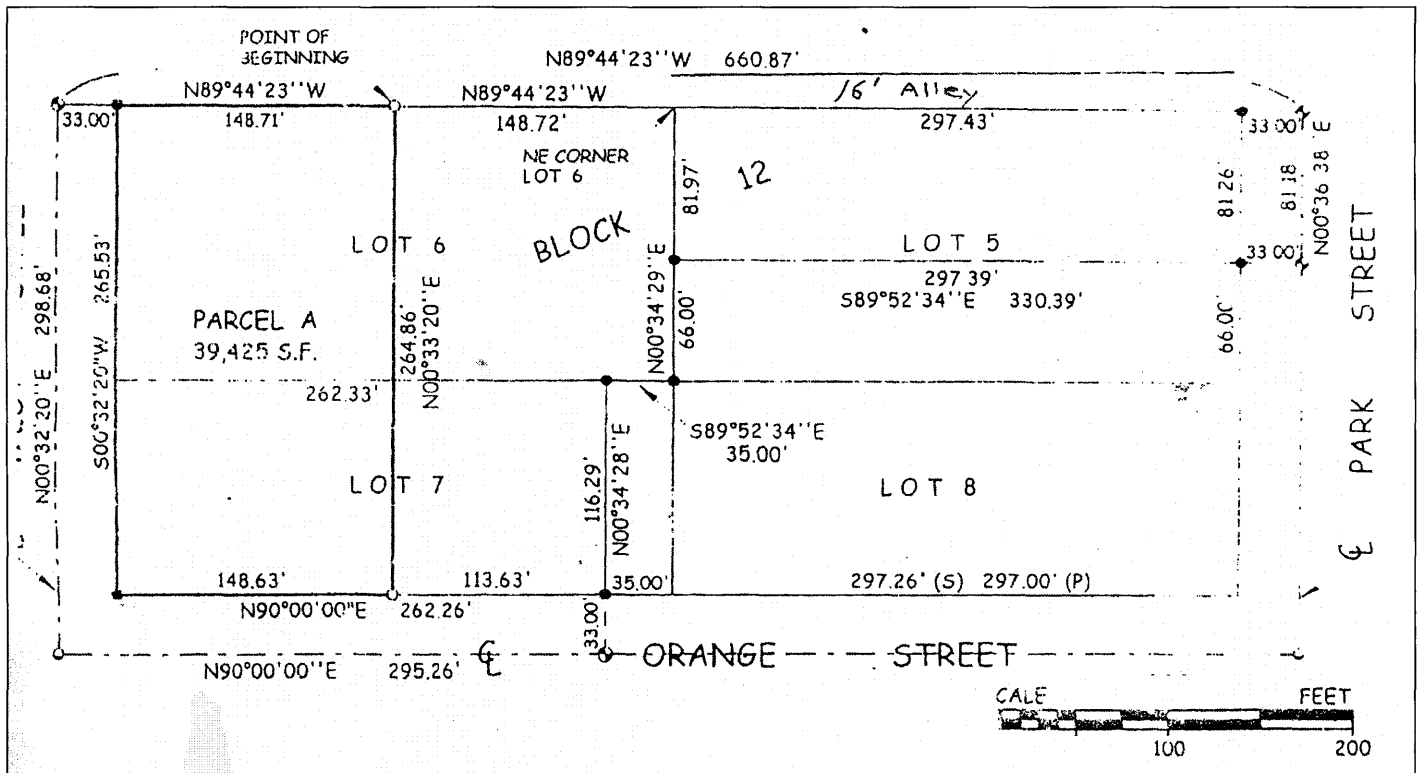 POINT OF
BEGINNING
N89°44'23''W 660.87'
N89°44'23''W
N89°44'23''W
16' Alley
33.00'
148.71'
148.72'
297.43'
33 00'
NE CORNER
LOT 6
12
81.97'
81.26'
81.18
N00°36 38 E
BLOCK
LOT 6
LOT 5
33 00'
297 39'
S89°52'34''E 330.39'
N00°32'20''E 298.68'
S00°32'20"W 265.53'
PARCEL A
39,425 S.F.
264.86'
N00°33'20''E
N00°34'29''E
66.00'
66.00'
262.33'
S89°52'34''E
35.00'
PARK STREET
LOT 7
116.29'
N00°34'28''E
LOT 8
148.63'
113.63'
35.00'
297.26' (S) 297.00' (P)
N90°00'00"E 262.26'
33.00'
ORANGE STREET
N90°00'00''E 295.26'
CALE FEET
100 200